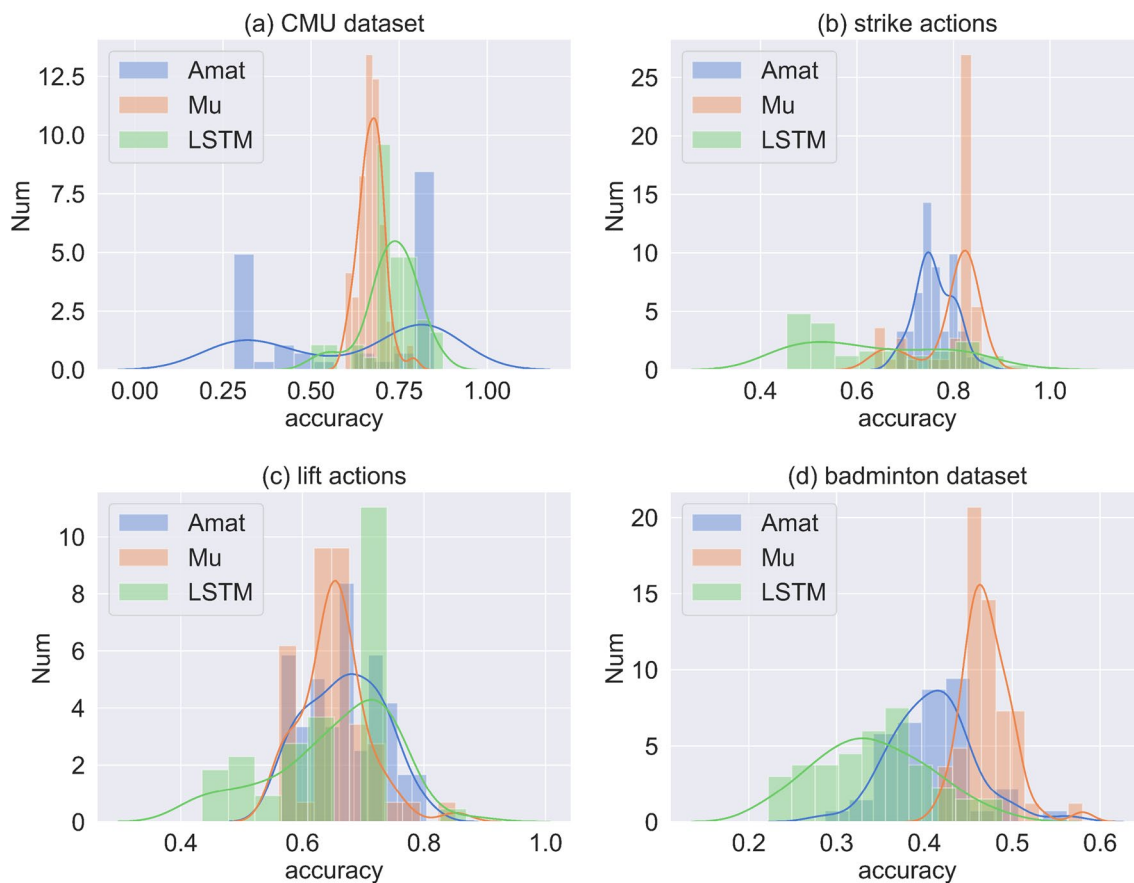 (a) CMU dataset
Amat
Mu
LSTM
12.5
10.0
7.5
5.0
2.5
0.0
Num
0.00 0.25 0.50 0.75 1.00
accuracy
(b) strike actions
Amat
Mu
LSTM
25
20
15
10
5
0
Num
0.4 0.6 0.8 1.0
accuracy
(c) lift actions
Amat
Mu
LSTM
10
8
6
4
2
0
Num
0.4 0.6 0.8 1.0
accuracy
(d) badminton dataset
Amat
Mu
LSTM
20
15
10
5
0
Num
0.2 0.3 0.4 0.5 0.6
accuracy